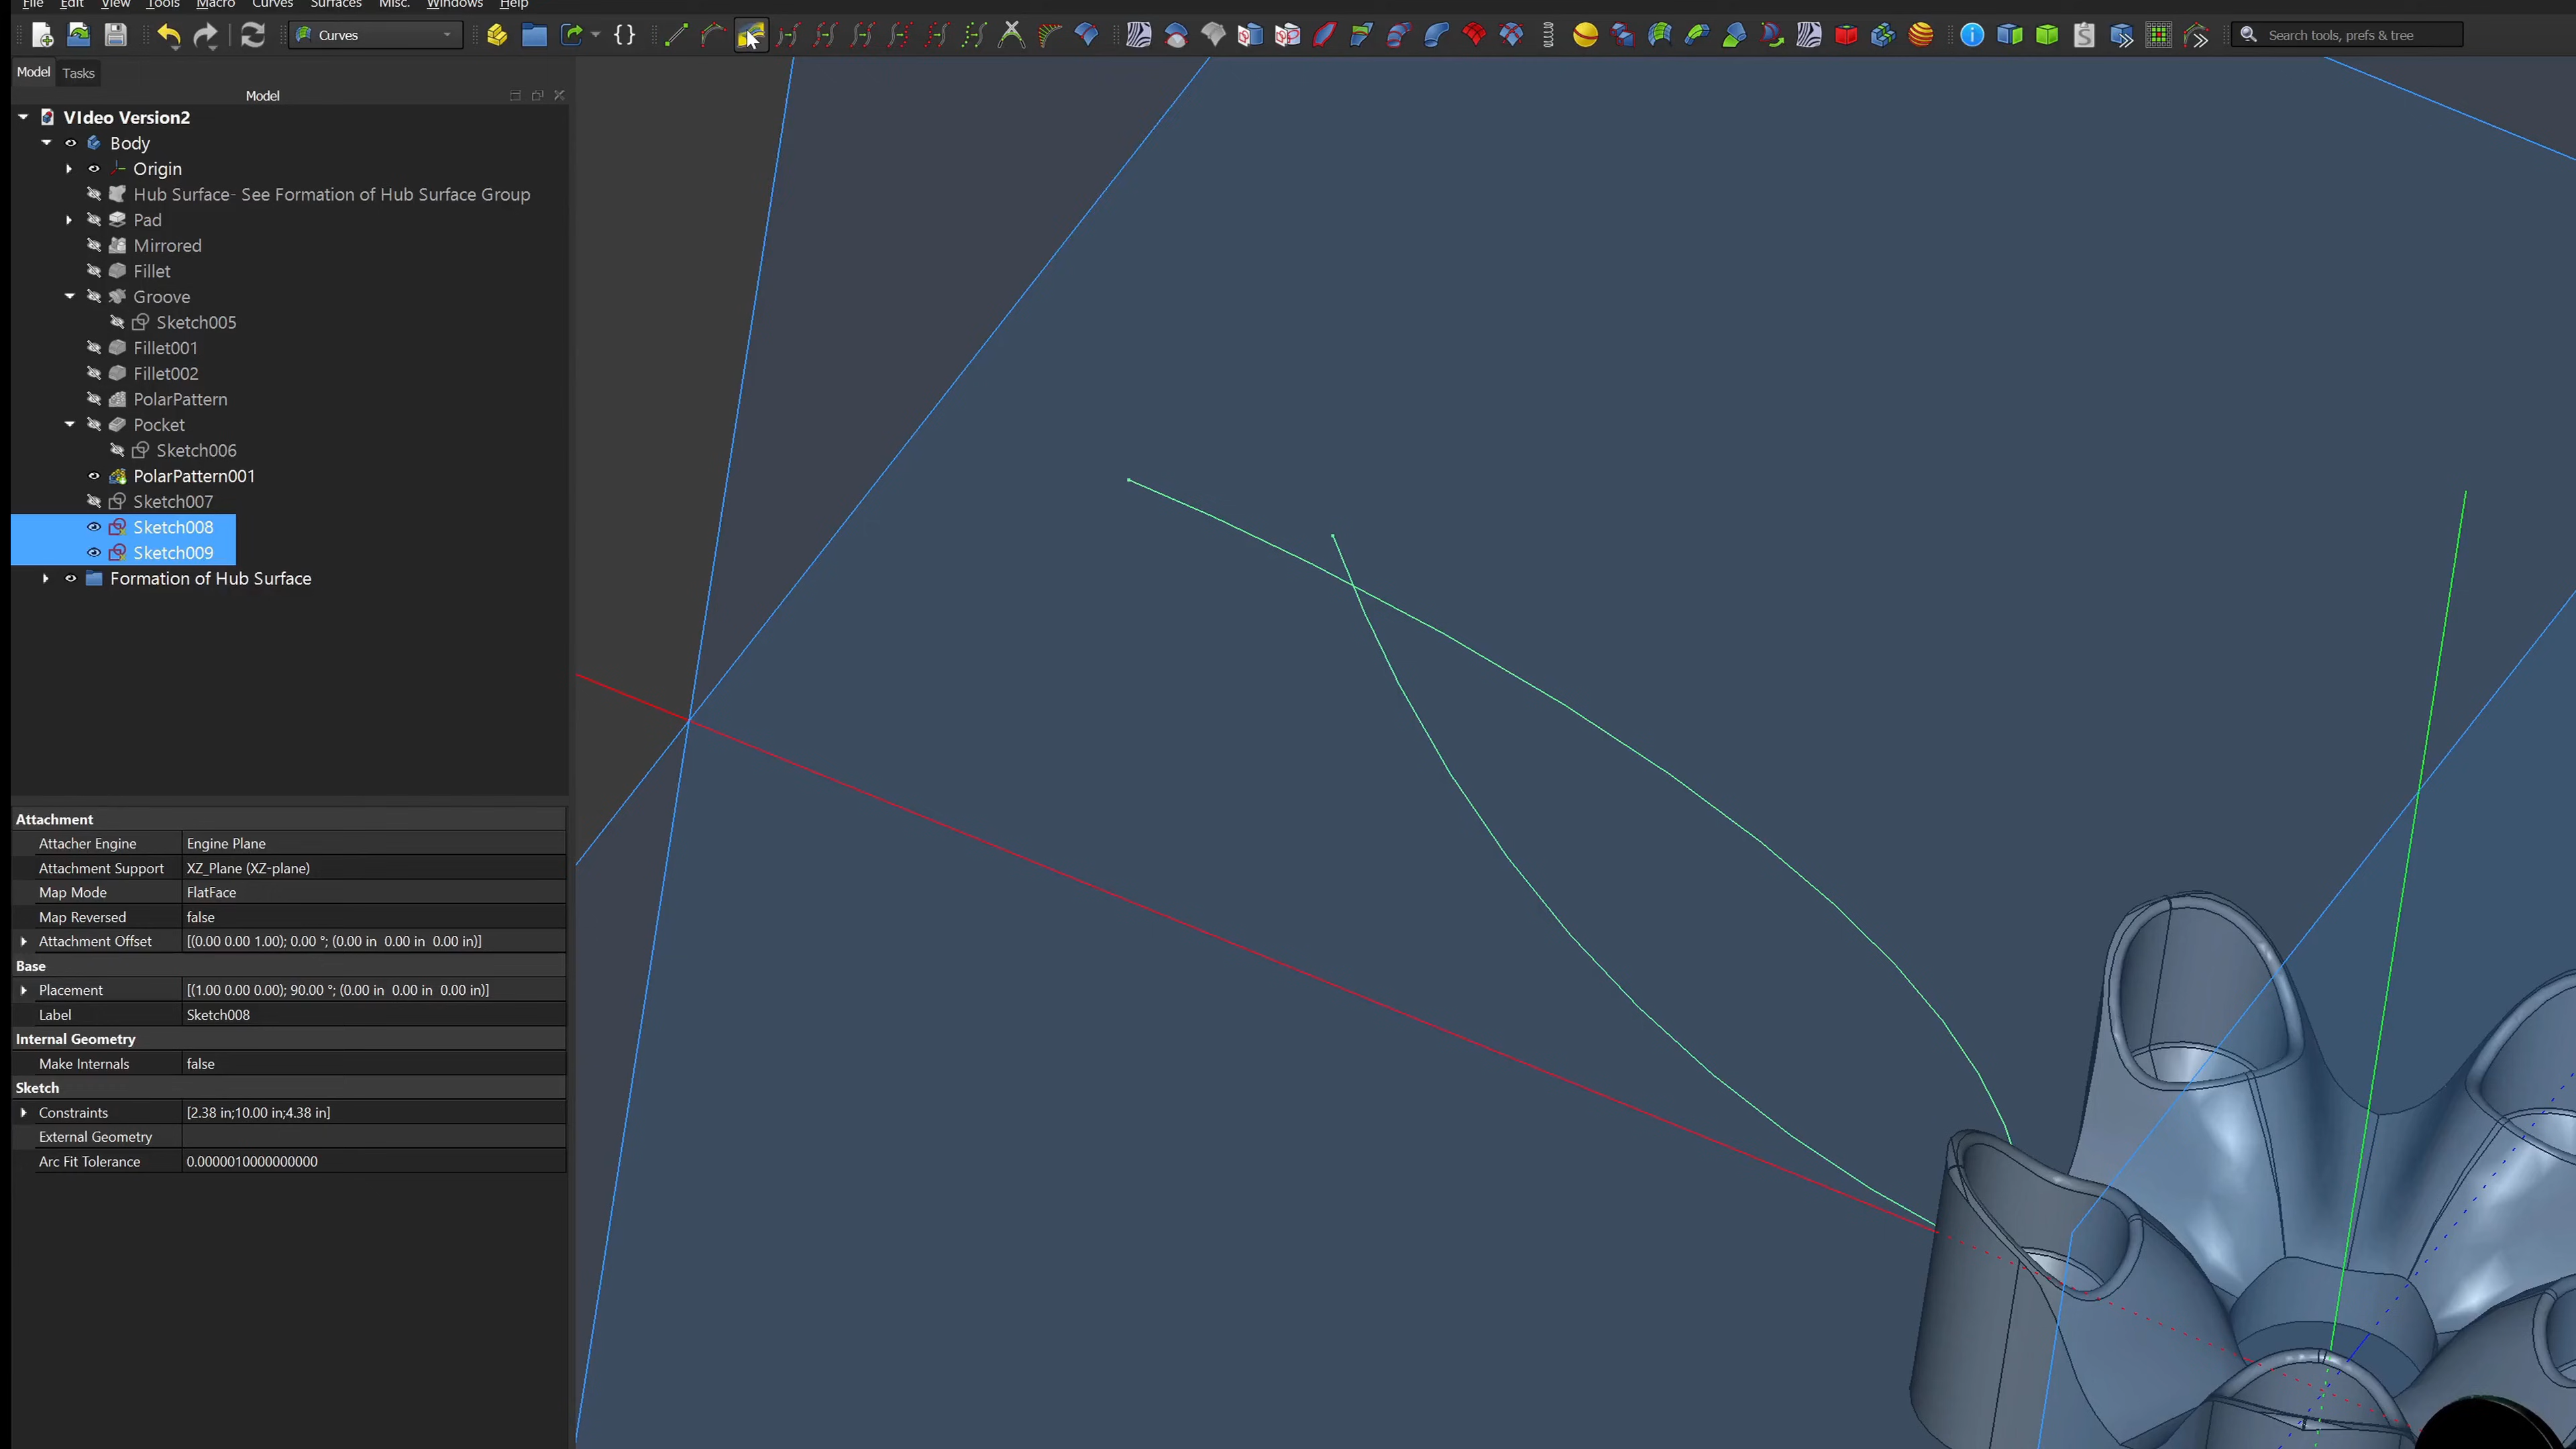 File Edit View Tools Macro Curves Surfaces Misc. Windows Help
Curves
{}
Search tools, prefs & tree
Model Tasks
Model
VIdeo Version2
Body
Origin
Hub Surface- See Formation of Hub Surface Group
Pad
Mirrored
Fillet
Groove
Sketch005
Fillet001
Fillet002
PolarPattern
Pocket
Sketch006
PolarPattern001
Sketch007
Sketch008
Sketch009
Formation of Hub Surface
Attachment
Attacher Engine Engine Plane
Attachment Support XZ_Plane (XZ-plane)
Map Mode FlatFace
Map Reversed false
Attachment Offset [(0.00 0.00 1.00); 0.00 °; (0.00 in 0.00 in 0.00 in)]
Base
Placement [(1.00 0.00 0.00); 90.00 °; (0.00 in 0.00 in 0.00 in)]
Label Sketch008
Internal Geometry
Make Internals false
Sketch
Constraints [2.38 in;10.00 in;4.38 in]
External Geometry
Arc Fit Tolerance 0.0000010000000000